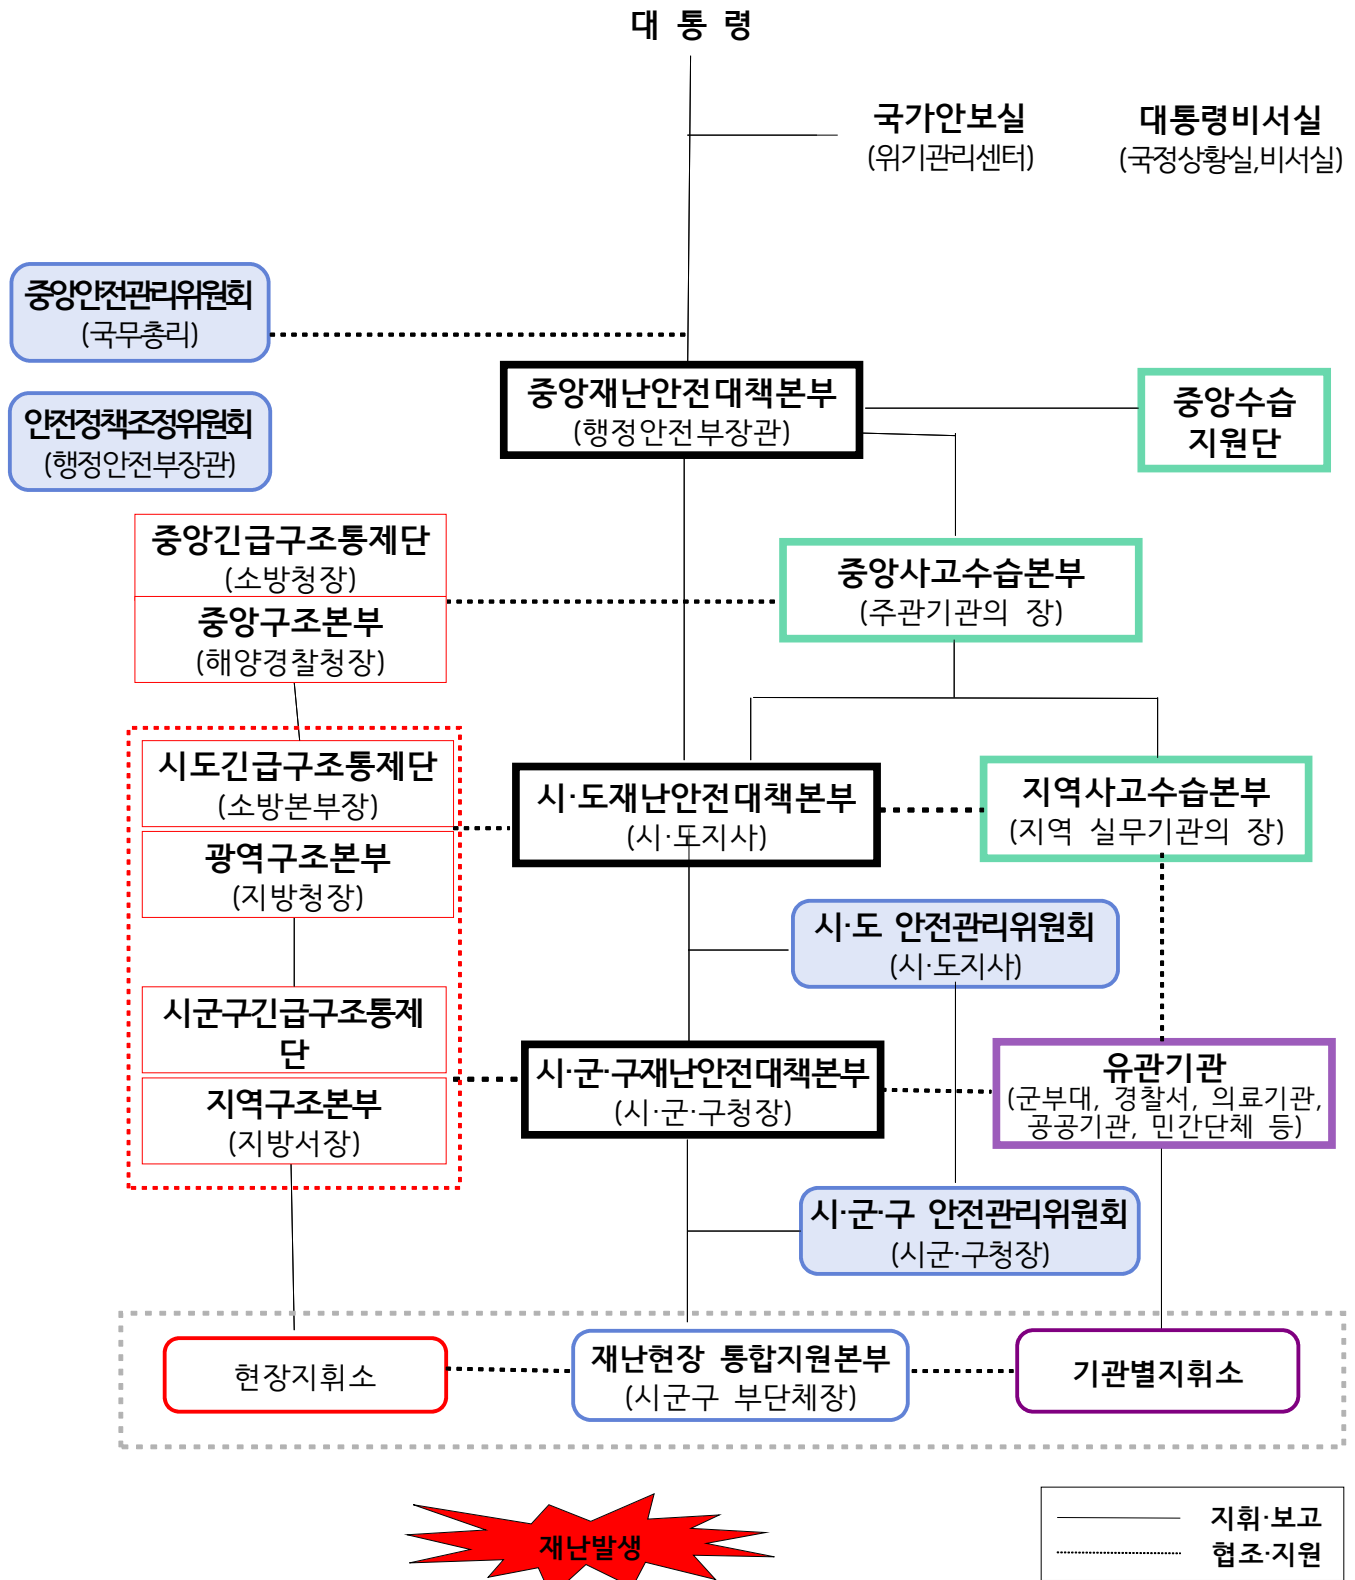 대 통 령
국가안보실
(위기관리센터)
대통령비서실
(국정상황실,비서실)
중앙안전관리위원회
(국무총리)
중앙재난안전대책본부
(행정안전부장관)
중앙수습
지원단
안전정책조정위원회
(행정안전부장관)
중앙긴급구조통제단
(소방청장)
중앙구조본부
(해양경찰청장)
중앙사고수습본부
(주관기관의 장)
시도긴급구조통제단
(소방본부장)
광역구조본부
(지방청장)
시·도재난안전대책본부
(시·도지사)
지역사고수습본부
(지역 실무기관의 장)
시·도 안전관리위원회
(시·도지사)
시군구긴급구조통제
단
지역구조본부
(지방서장)
시·군·구재난안전대책본부
(시·군·구청장)
유관기관
(군부대, 경찰서, 의료기관,
공공기관, 민간단체 등)
시·군·구 안전관리위원회
(시군·구청장)
현장지휘소
재난현장 통합지원본부
(시군구 부단체장)
기관별지휘소
재난발생
지휘·보고
협조·지원